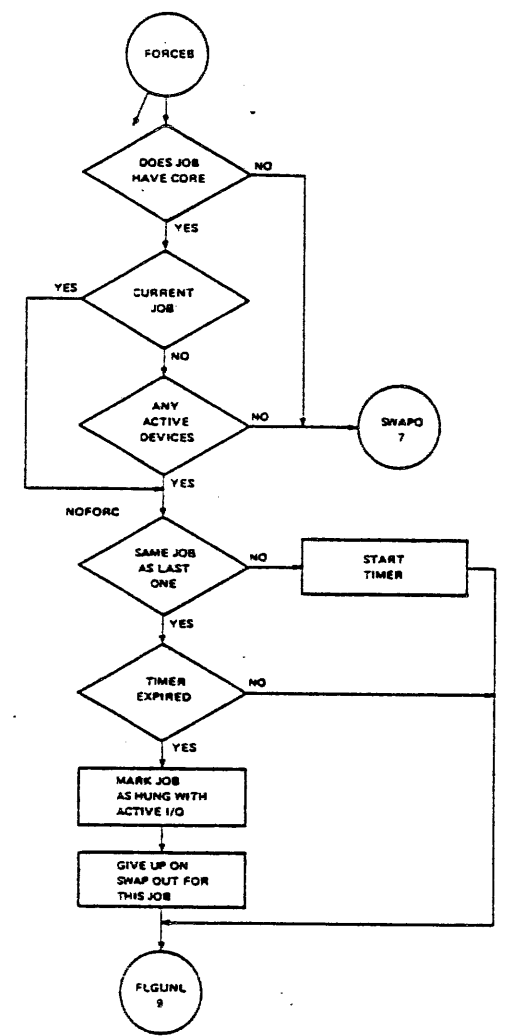 FORCEB
DOES JOB
HAVE CORE
NO
YES
YES
CURRENT
JOB
NO
ANY
ACTIVE
DEVICES
NO
SWAPO
7
YES
NOFORC
SAME JOB
AS LAST
ONE
NO
START
TIMER
YES
TIMER
EXPIRED
NO
YES
MARK JOB
AS HUNG WITH
ACTIVE I/O
GIVE UP ON
SWAP OUT FOR
THIS JOB
FLGUNL
9